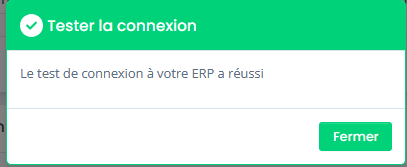 Tester la connexion
Le test de connexion à votre ERP a réussi
Fermer